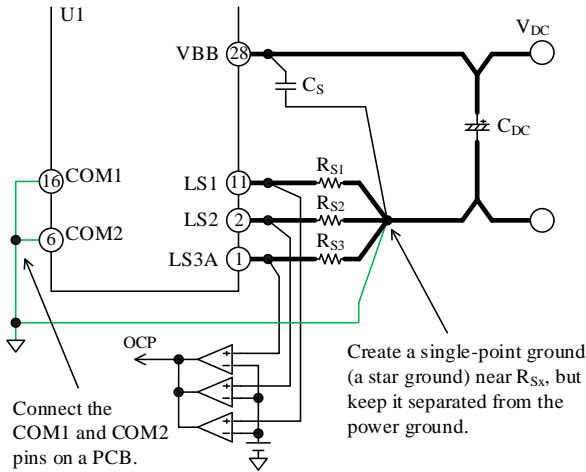 U1
V_DC
VBB
28
C_S
+
C_DC
16
COM1
LS1
11
R_S1
LS2
2
R_S2
6
COM2
R_S3
LS3A
1
OCP
+
-
+
-
+
-
Create a single-point ground
(a star ground) near R_Sx, but
keep it separated from the
power ground.
Connect the
COM1 and COM2
pins on a PCB.